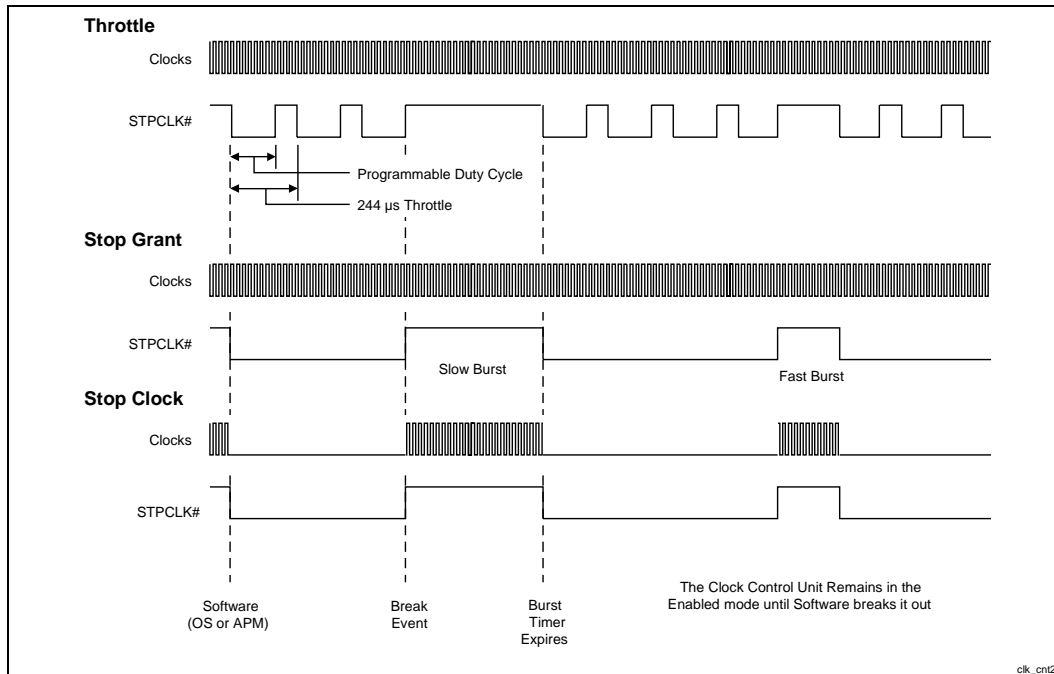 Throttle
Clocks
STPCLK#
Programmable Duty Cycle
244 µs Throttle
Stop Grant
Clocks
STPCLK#
Slow Burst
Fast Burst
Stop Clock
Clocks
STPCLK#
Software
(OS or APM)
Break
Event
Burst
Timer
Expires
The Clock Control Unit Remains in the
Enabled mode until Software breaks it out
clk_cnt2